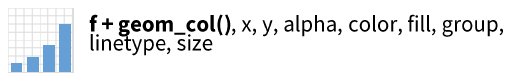 f + geom_col(), x, y, alpha, color, fill, group,
linetype, size